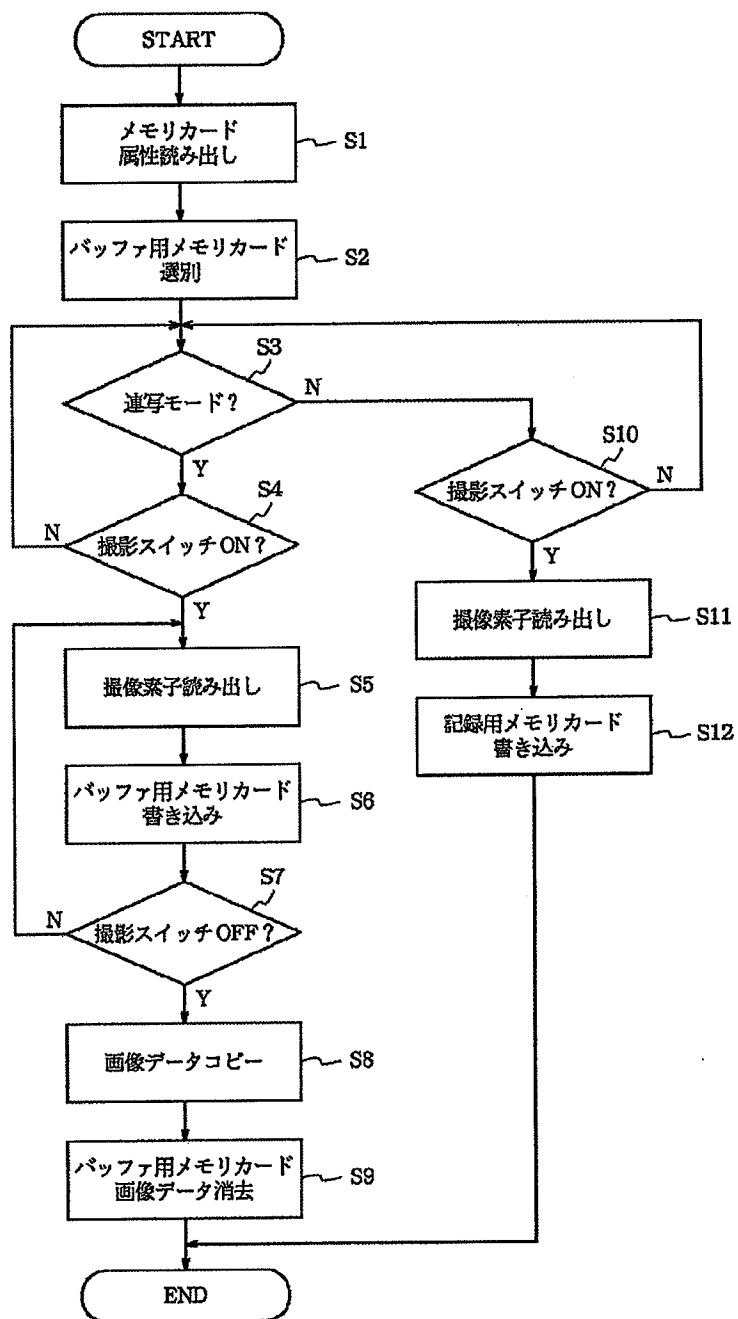 START
メモリカード
属性読み出し
S1
バッファ用メモリカード
選別
S2
S3
連写モード?
N
Y
S4
撮影スイッチON?
N
Y
S10
撮影スイッチON?
N
Y
撮像素子読み出し
S11
記録用メモリカード
書き込み
S12
撮像素子読み出し
S5
バッファ用メモリカード
書き込み
S6
S7
撮影スイッチOFF?
N
Y
画像データコピー
S8
バッファ用メモリカード
画像データ消去
S9
END